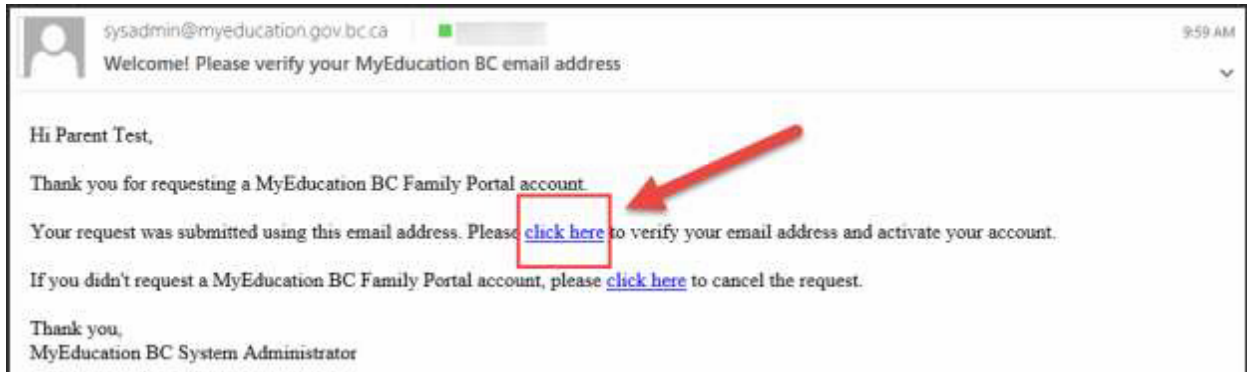 sysadmin@myeducation.gov.bc.ca
9:59 AM
Welcome! Please verify your MyEducation BC email address
Hi Parent Test,
Thank you for requesting a MyEducation BC Family Portal account.
Your request was submitted using this email address. Please click here to verify your email address and activate your account.
If you didn't request a MyEducation BC Family Portal account, please click here to cancel the request.
Thank you,
MyEducation BC System Administrator